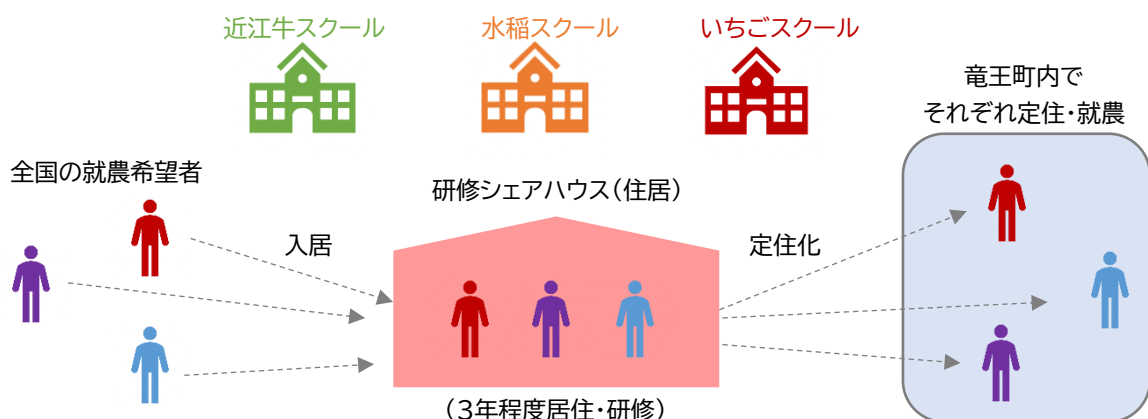 近江牛スクール
水稲スクール
いちごスクール
竜王町内で
それぞれ定住・就農
全国の就農希望者
研修シェアハウス(住居)
入居
定住化
(3年程度居住・研修)